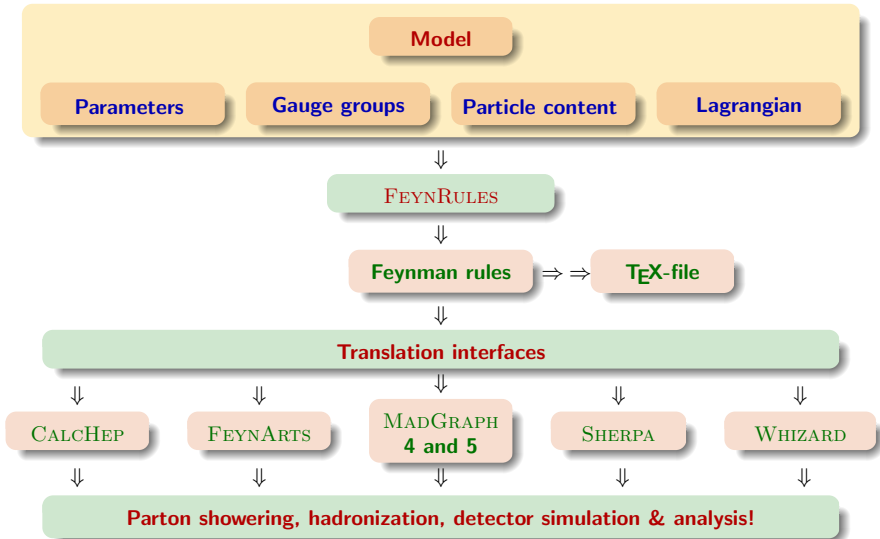 Model
Parameters Gauge groups Particle content Lagrangian
⇓
FEYNRULES
⇓
Feynman rules ⇒ ⇒ TEX-file
⇓
Translation interfaces
⇓ ⇓ ⇓ ⇓ ⇓
CALCHEP FEYNARTS MADGRAPH SHERPA WHIZARD
4 and 5
⇓ ⇓ ⇓ ⇓ ⇓
Parton showering, hadronization, detector simulation & analysis!